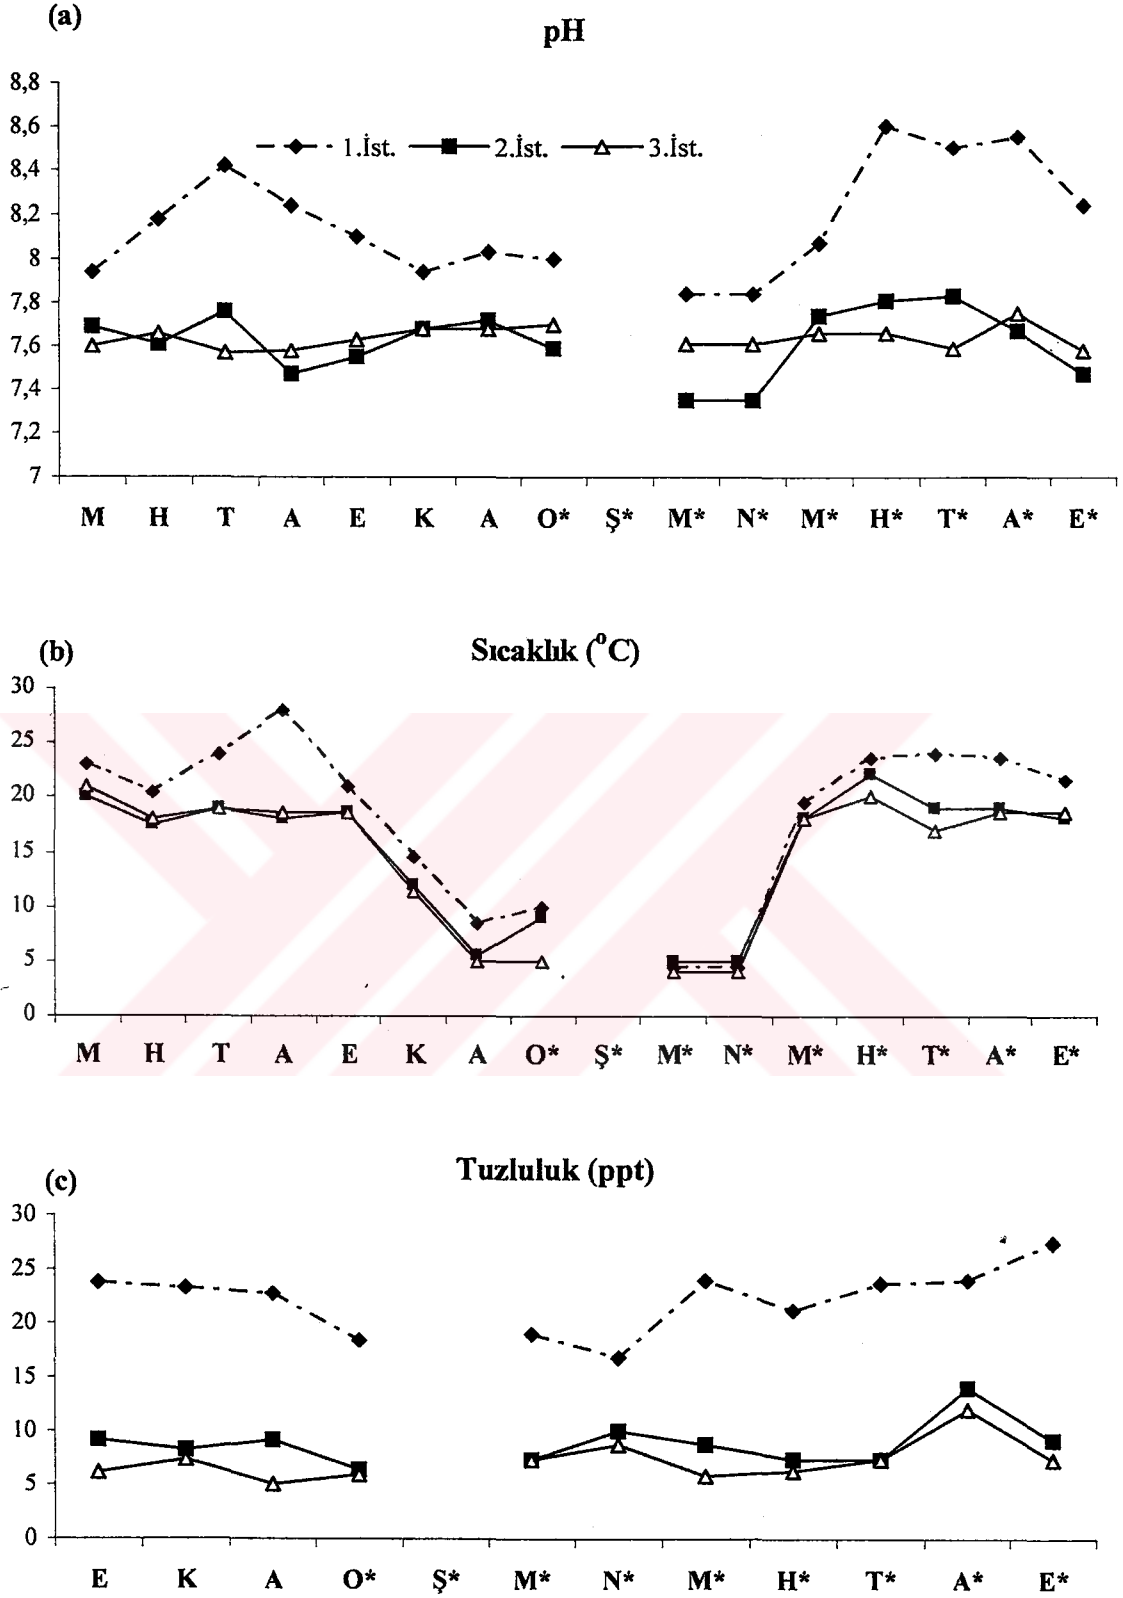 (a)
pH
8,8
8,6
8,4
8,2
8
7,8
7,6
7,4
7,2
7
1.İst. 2.İst. 3.İst.
M H T A E K A O* Ş* M* N* M* H* T* A* E*
(b)
Sıcaklık (°C)
30
25
20
15
10
5
0
M H T A E K A O* Ş* M* N* M* H* T* A* E*
(c)
Tuzluluk (ppt)
30
25
20
15
10
5
0
E K A O* Ş* M* N* M* H* T* A* E*